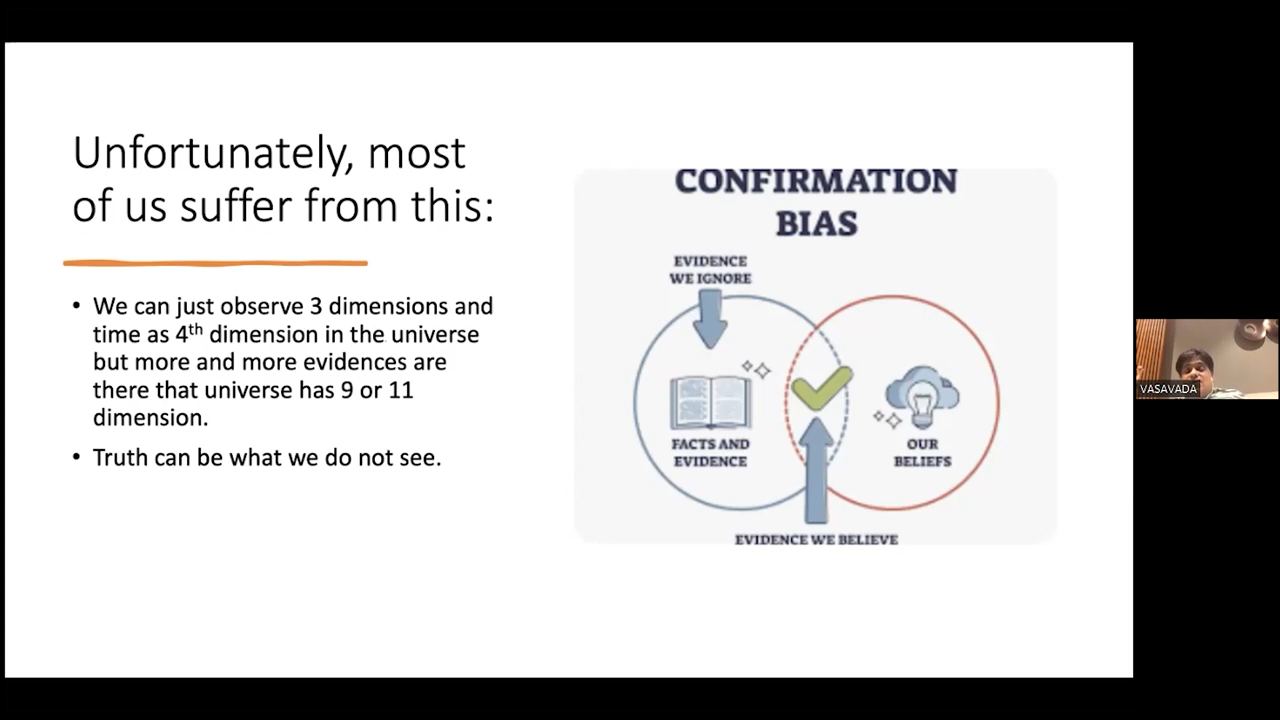 Unfortunately, most
of us suffer from this:
• We can just observe 3 dimensions and
time as 4th dimension in the universe
but more and more evidences are
there that universe has 9 or 11
dimension.
• Truth can be what we do not see.
CONFIRMATION
BIAS
EVIDENCE
WE IGNORE
FACTS AND
EVIDENCE
OUR
BELIEFS
EVIDENCE WE BELIEVE
VASAVADA